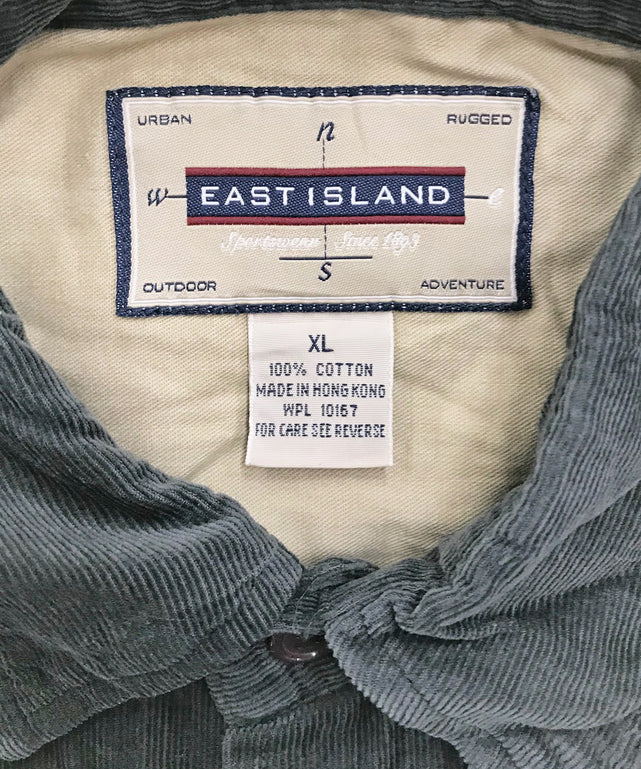 URBAN RUGGED
n
w EAST ISLAND e
Sportswear Since 1893
s
OUTDOOR ADVENTURE
XL
100% COTTON
MADE IN HONG KONG
WPL 10167
FOR CARE SEE REVERSE